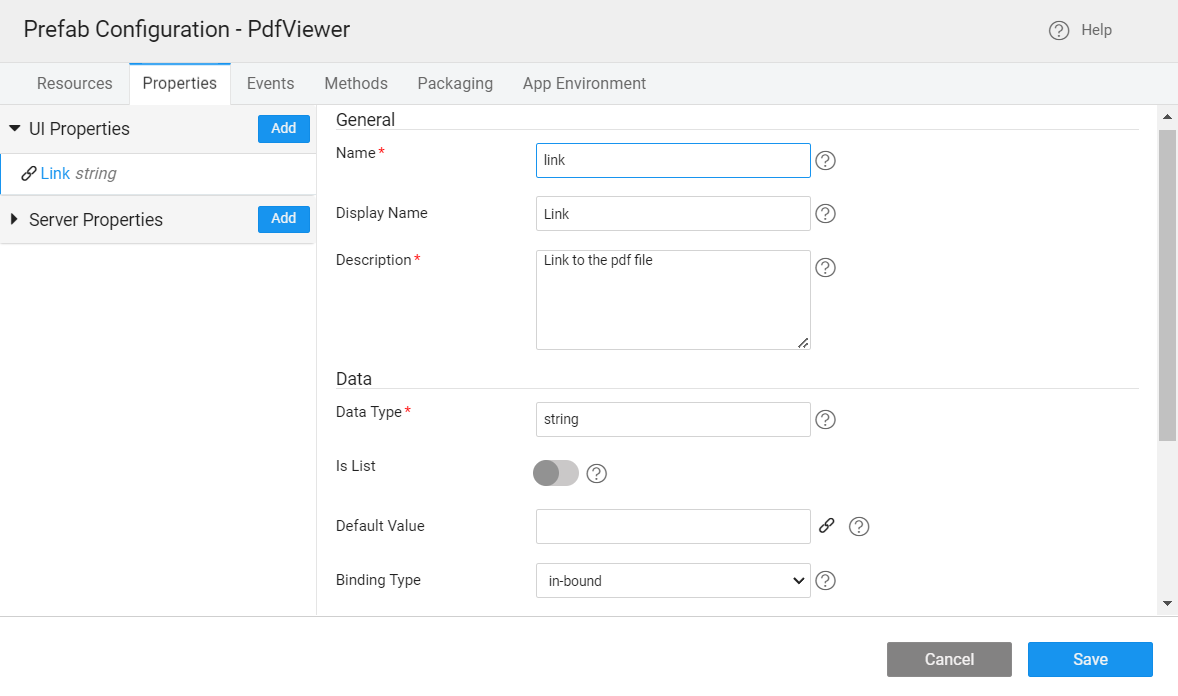 Prefab Configuration - PdfViewer
Help
Resources Properties Events Methods Packaging App Environment
UI Properties Add
Link string
Server Properties Add
General
Name* link
Display Name Link
Description* Link to the pdf file
Data
Data Type* string
Is List
Default Value
Binding Type in-bound
Cancel Save